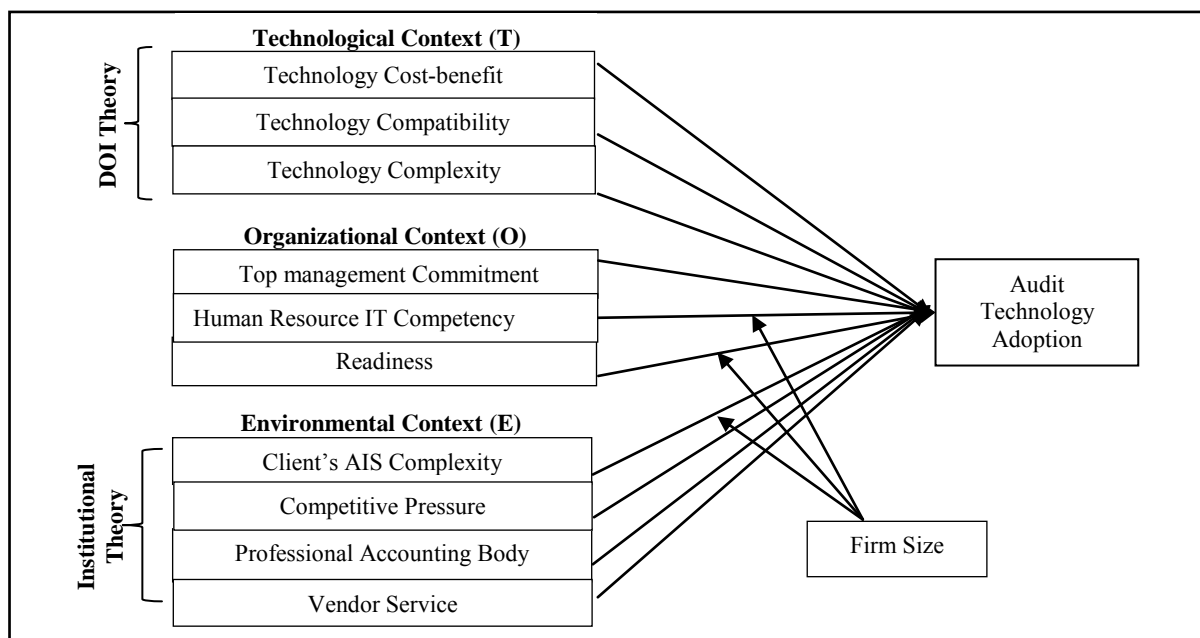 Technological Context (T)
DOI Theory
Technology Cost-benefit
Technology Compatibility
Technology Complexity
Organizational Context (O)
Top management Commitment
Human Resource IT Competency
Readiness
Environmental Context (E)
Institutional
Theory
Client’s AIS Complexity
Competitive Pressure
Professional Accounting Body
Vendor Service
Audit
Technology
Adoption
Firm Size